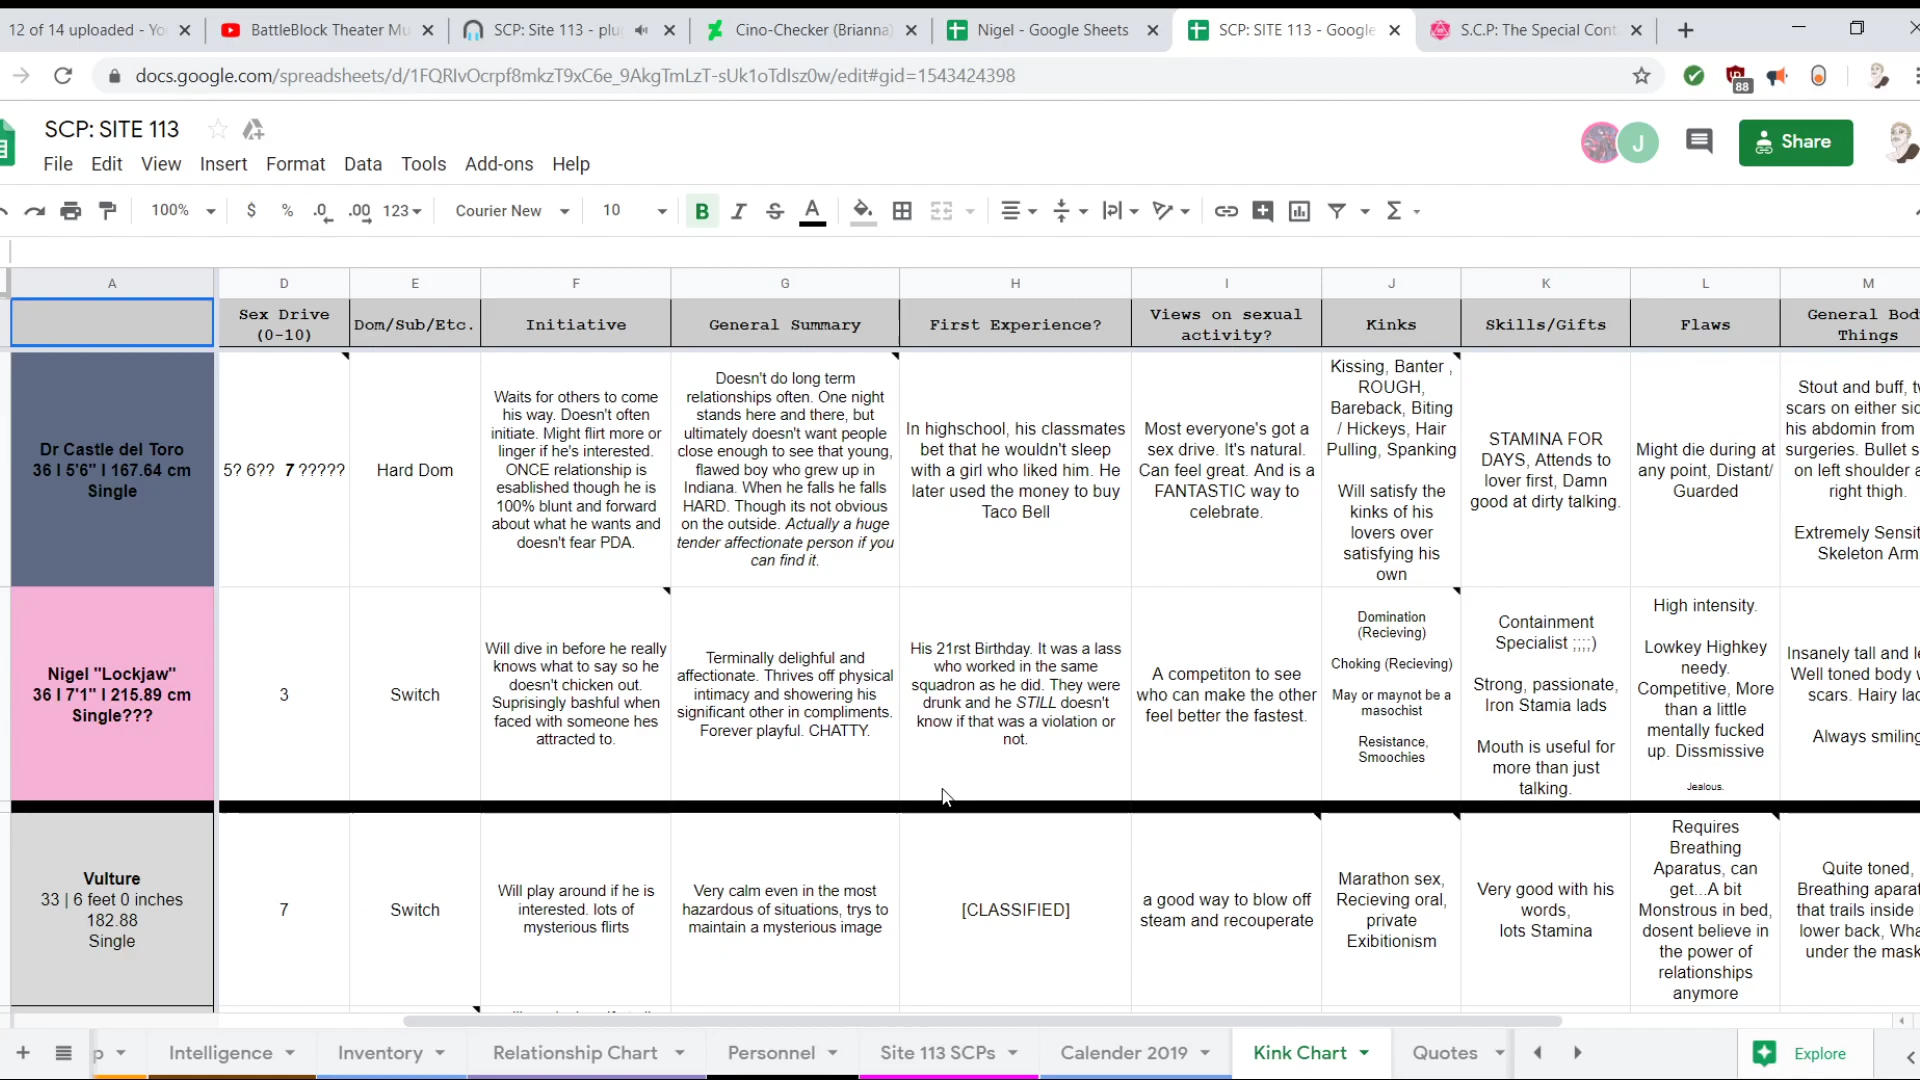 12 of 14 uploaded - Yo
BattleBlock Theater Mu
SCP: Site 113 - plu
Cino-Checker (Brianna)
Nigel - Google Sheets
SCP: SITE 113 - Google
S.C.P: The Special Cont
docs.google.com/spreadsheets/d/1FQRIvOcrpf8mkzT9xC6e_9AkgTmLzT-sUk1oTdIsz0w/edit#gid=1543424398
88
SCP: SITE 113
J
Share
File Edit View Insert Format Data Tools Add-ons Help
100% $ % .0 .00 123 Courier New 10 B I S A
A D E F G H I J K L M
Sex Drive
(0-10)
Dom/Sub/Etc.
Initiative
General Summary
First Experience?
Views on sexual
activity?
Kinks
Skills/Gifts
Flaws
General Bod
Things
Dr Castle del Toro
36 I 5'6" I 167.64 cm
Single
5? 6?? 7 ?????
Hard Dom
Waits for others to come
his way. Doesn't often
initiate. Might flirt more or
linger if he's interested.
ONCE relationship is
esablished though he is
100% blunt and forward
about what he wants and
doesn't fear PDA.
Doesn't do long term
relationships often. One night
stands here and there, but
ultimately doesn't want people
close enough to see that young,
flawed boy who grew up in
Indiana. When he falls he falls
HARD. Though its not obvious
on the outside. Actually a huge
tender affectionate person if you
can find it.
In highschool, his classmates
bet that he wouldn't sleep
with a girl who liked him. He
later used the money to buy
Taco Bell
Most everyone's got a
sex drive. It's natural.
Can feel great. And is a
FANTASTIC way to
celebrate.
Kissing, Banter ,
ROUGH,
Bareback, Biting
/ Hickeys, Hair
Pulling, Spanking
Will satisfy the
kinks of his
lovers over
satisfying his
own
STAMINA FOR
DAYS, Attends to
lover first, Damn
good at dirty talking.
Might die during at
any point, Distant/
Guarded
Stout and buff, tw
scars on either sid
his abdomen from
surgeries. Bullet s
on left shoulder a
right thigh.
Extremely Sensit
Skeleton Arm
Nigel "Lockjaw"
36 I 7'1" I 215.89 cm
Single???
3
Switch
Will dive in before he really
knows what to say so he
doesn't chicken out.
Suprisingly bashful when
faced with someone hes
attracted to.
Terminally delighful and
affectionate. Thrives off physical
intimacy and showering his
significant other in compliments.
Forever playful. CHATTY.
His 21rst Birthday. It was a lass
who worked in the same
squadron as he did. They were
drunk and he STILL doesn't
know if that was a violation or
not.
A competiton to see
who can make the other
feel better the fastest.
Domination
(Recieving)
Choking (Recieving)
May or maynot be a
masochist
Resistance,
Smoochies
Containment
Specialist ;;;;)
Strong, passionate,
Iron Stamia lads
Mouth is useful for
more than just
talking.
High intensity.
Lowkey Highkey
needy.
Competitive, More
than a little
mentally fucked
up. Dissmissive
Jealous.
Insanely tall and le
Well toned body w
scars. Hairy lad
Always smiling
Vulture
33 | 6 feet 0 inches
182.88
Single
7
Switch
Will play around if he is
interested. lots of
mysterious flirts
Very calm even in the most
hazardous of situations, trys to
maintain a mysterious image
[CLASSIFIED]
a good way to blow off
steam and recouperate
Marathon sex,
Recieving oral,
private
Exibitionism
Very good with his
words,
lots Stamina
Requires
Breathing
Aparatus, can
get...A bit
Monstrous in bed,
dosent believe in
the power of
relationships
anymore
Quite toned,
Breathing aparat
that trails inside
lower back, Wha
under the mask
p Intelligence Inventory Relationship Chart Personnel Site 113 SCPs Calender 2019 Kink Chart Quotes Explore